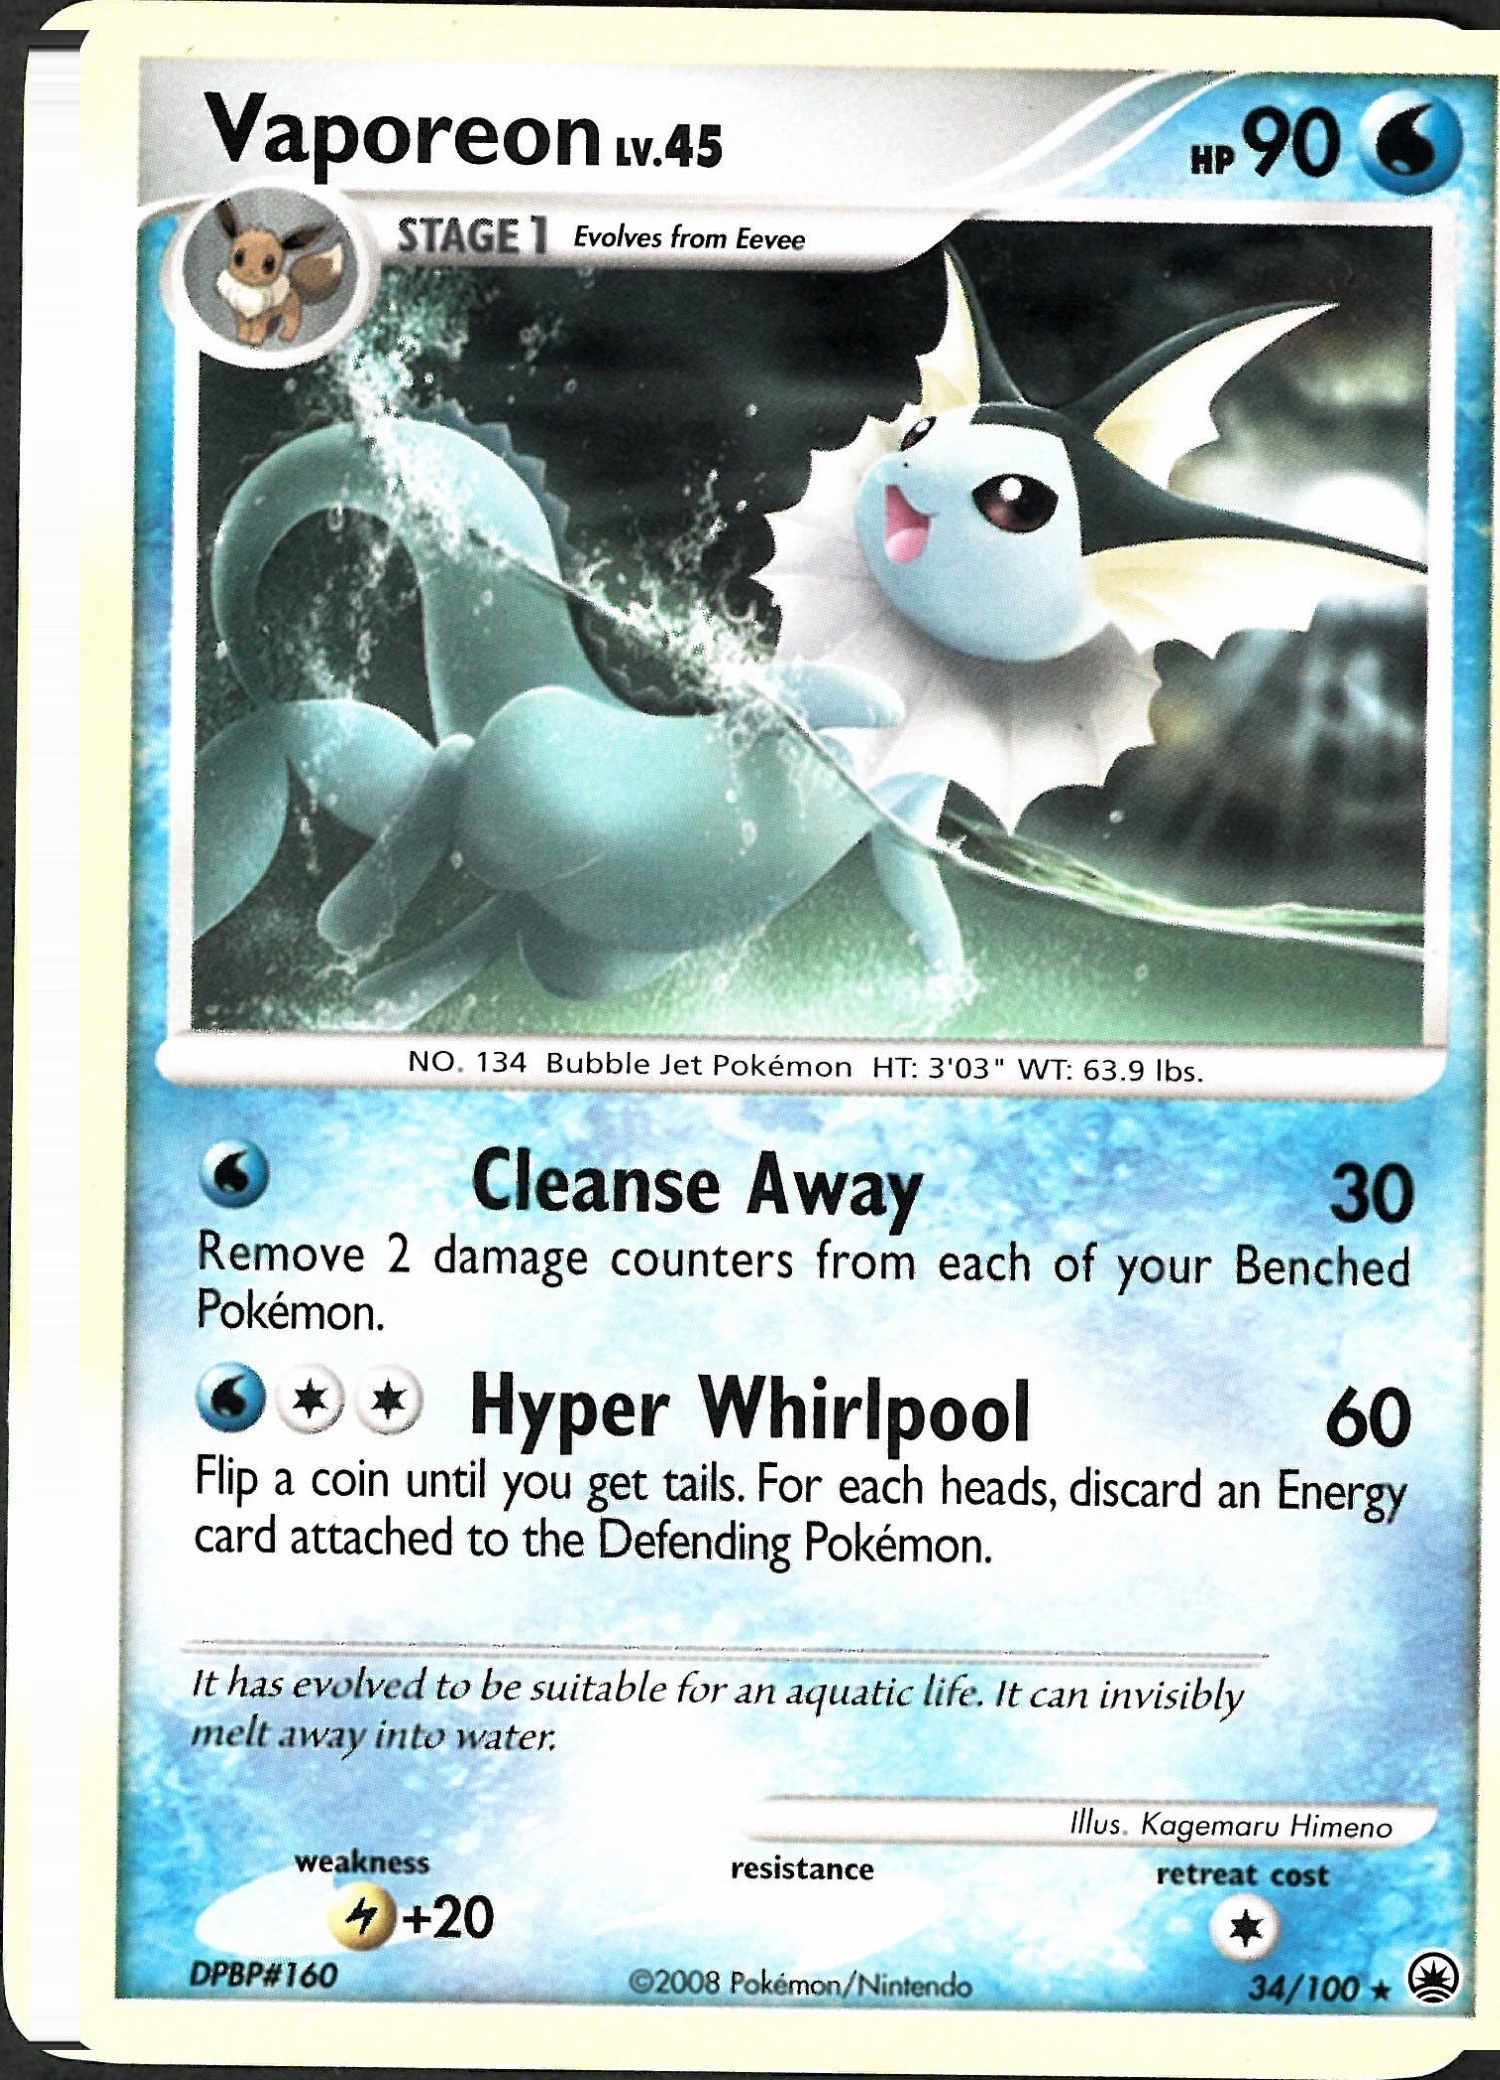 Vaporeon LV.45
HP 90
STAGE 1 Evolves from Eevee
NO. 134 Bubble Jet Pokémon HT: 3'03" WT: 63.9 lbs.
Cleanse Away 30
Remove 2 damage counters from each of your Benched
Pokémon.
Hyper Whirlpool 60
Flip a coin until you get tails. For each heads, discard an Energy
card attached to the Defending Pokémon.
It has evolved to be suitable for an aquatic life. It can invisibly
melt away into water.
Illus. Kagemaru Himeno
weakness resistance retreat cost
+20
DPBP#160 ©2008 Pokémon/Nintendo 34/100 ★